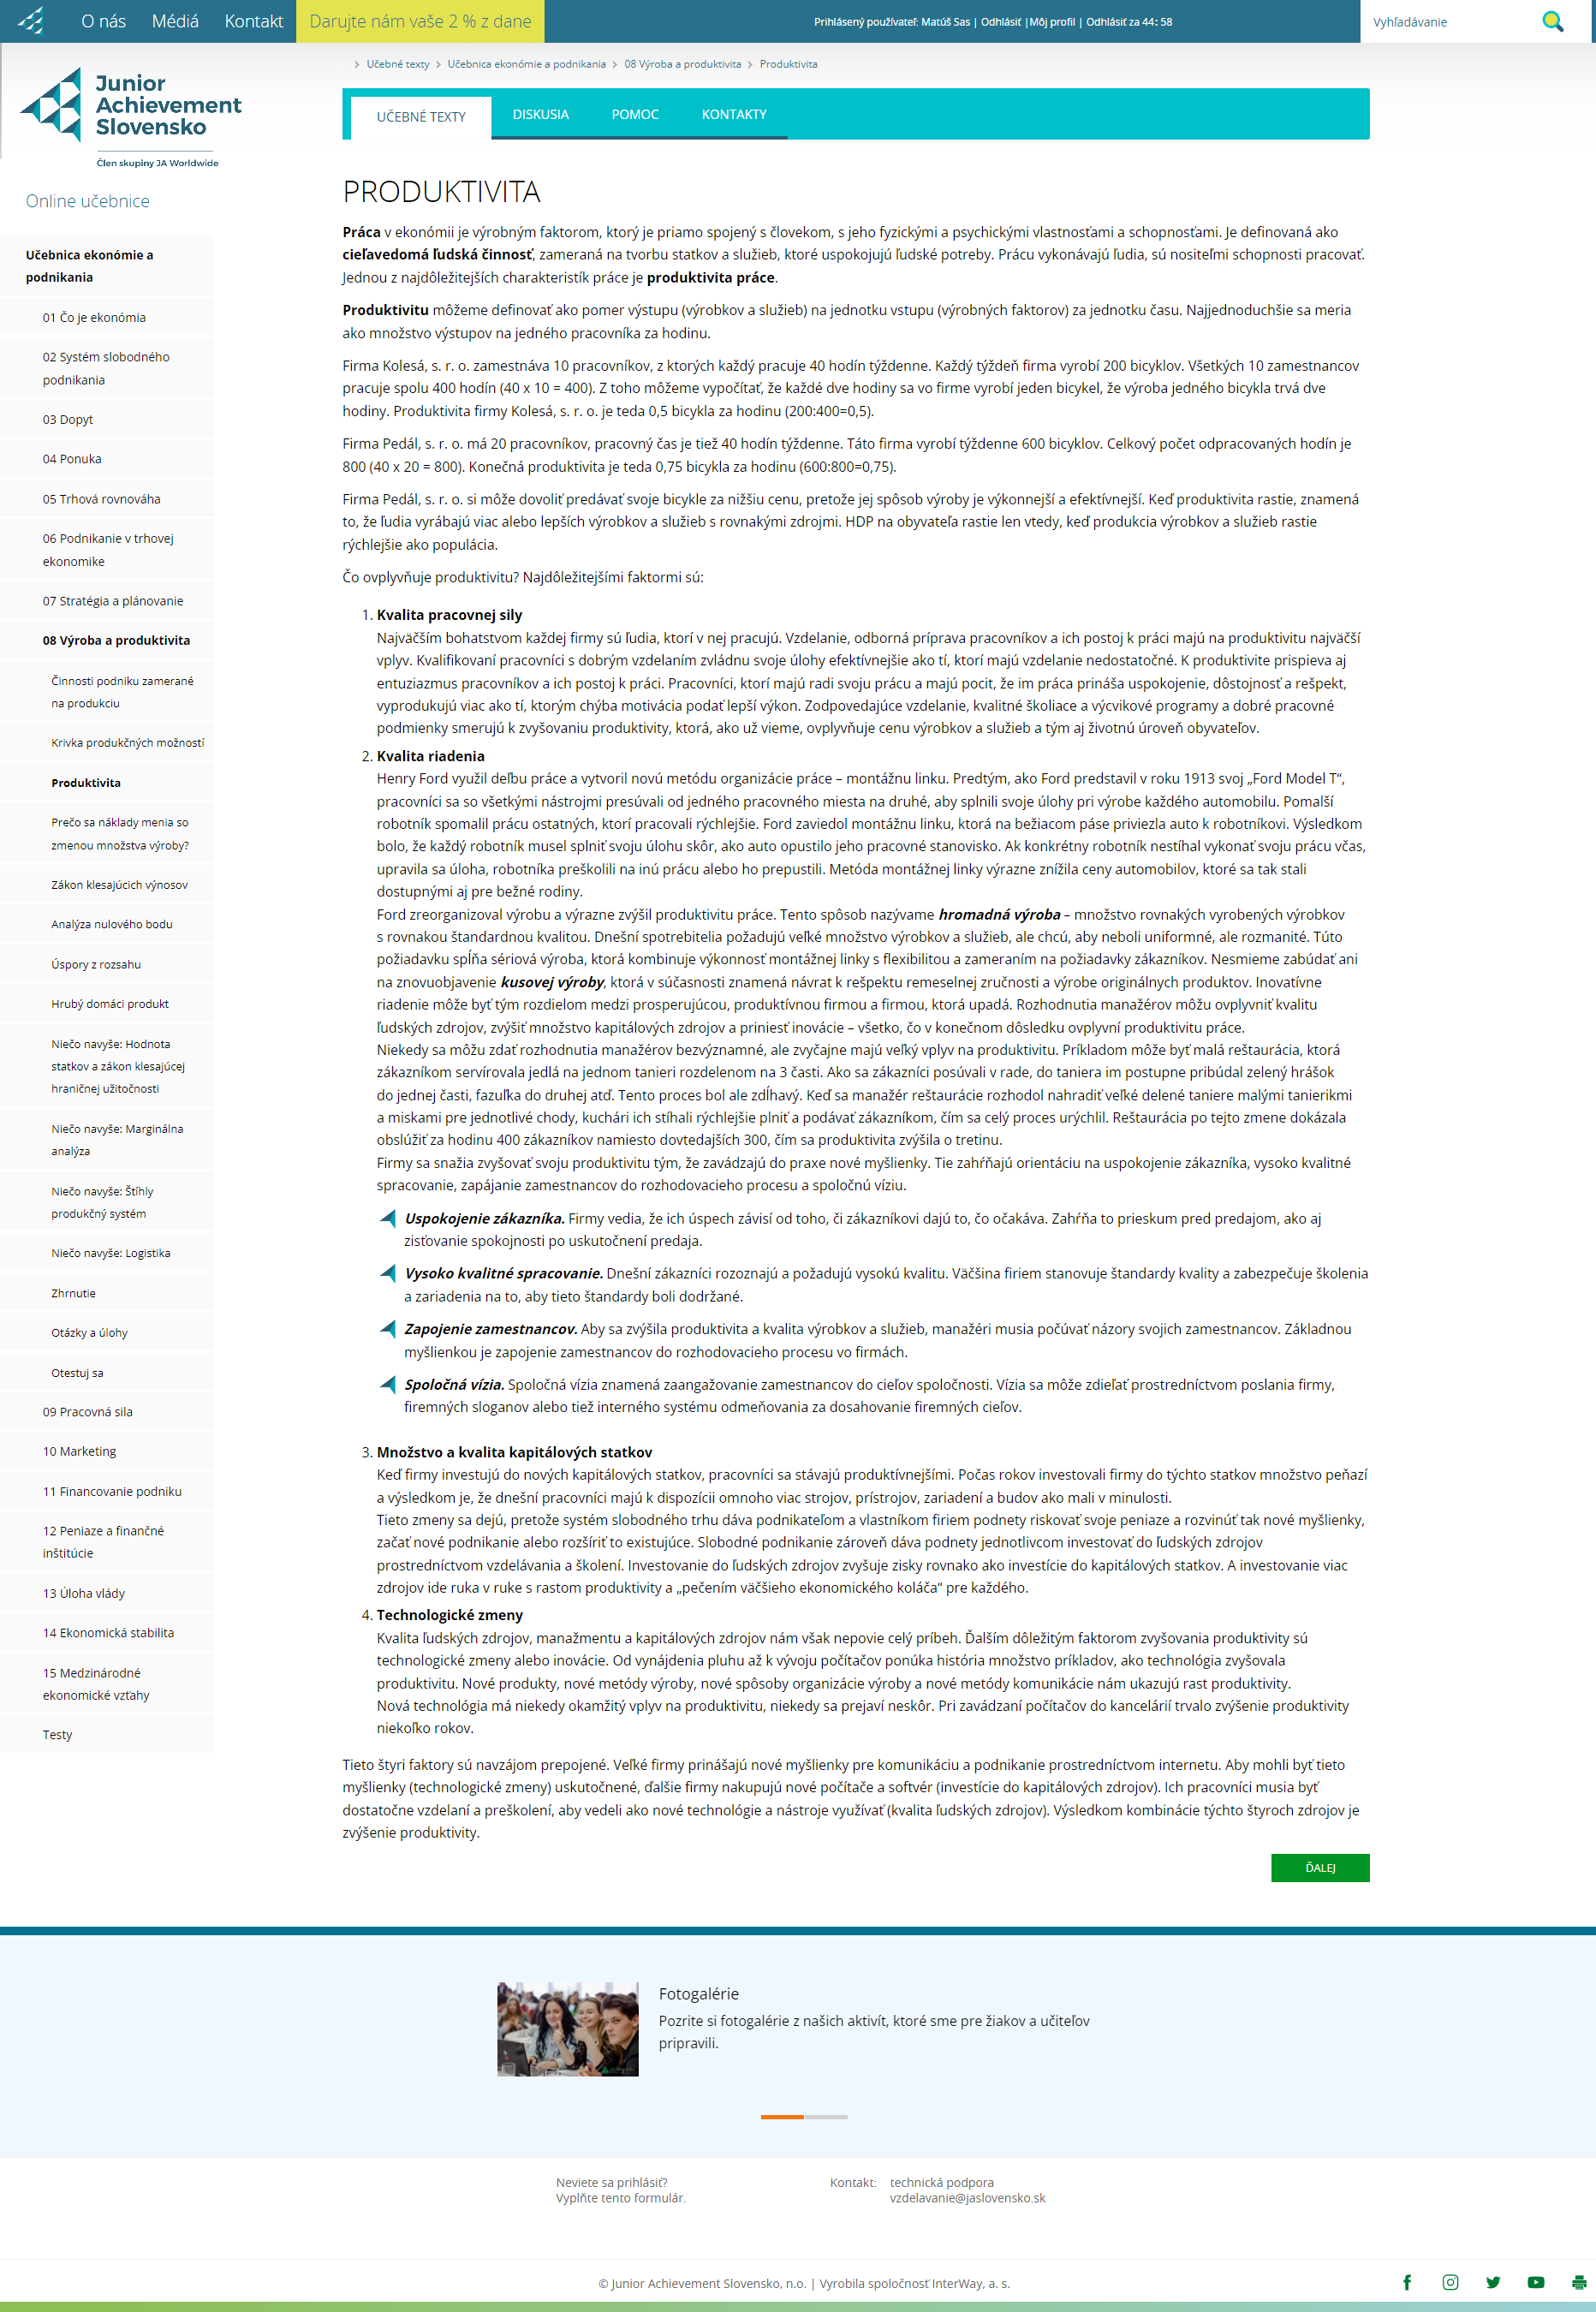 O nás Médiá Kontakt Darujte nám vaše 2 % z dane
Prihlásený používateľ: Matúš Sas | Odhlásiť |Môj profil | Odhlásiť za 44: 58
Vyhľadávanie
Junior
Achievement
Slovensko
Člen skupiny JA Worldwide
Učebné texty Učebnica ekonómie a podnikania 08 Výroba a produktivita Produktivita
UČEBNÉ TEXTY DISKUSIA POMOC KONTAKTY
Online učebnice
Učebnica ekonómie a
podnikania
01 Čo je ekonómia
02 Systém slobodného
podnikania
03 Dopyt
04 Ponuka
05 Trhová rovnováha
06 Podnikanie v trhovej
ekonomike
07 Stratégia a plánovanie
08 Výroba a produktivita
Činnosti podniku zamerané
na produkciu
Krivka produkčných možností
Produktivita
Prečo sa náklady menia so
zmenou množstva výroby?
Zákon klesajúcich výnosov
Analýza nulového bodu
Úspory z rozsahu
Hrubý domáci produkt
Niečo navyše: Hodnota
statkov a zákon klesajúcej
hraničnej užitočnosti
Niečo navyše: Marginálna
analýza
Niečo navyše: Štíhly
produkčný systém
Niečo navyše: Logistika
Zhrnutie
Otázky a úlohy
Otestuj sa
09 Pracovná sila
10 Marketing
11 Financovanie podniku
12 Peniaze a finančné
inštitúcie
13 Úloha vlády
14 Ekonomická stabilita
15 Medzinárodné
ekonomické vzťahy
Testy
PRODUKTIVITA
Práca v ekonómii je výrobným faktorom, ktorý je priamo spojený s človekom, s jeho fyzickými a psychickými vlastnosťami a schopnosťami. Je definovaná ako
cieľavedomá ľudská činnosť, zameraná na tvorbu statkov a služieb, ktoré uspokojujú ľudské potreby. Prácu vykonávajú ľudia, sú nositeľmi schopnosti pracovať.
Jednou z najdôležitejších charakteristík práce je produktivita práce.
Produktivitu môžeme definovať ako pomer výstupu (výrobkov a služieb) na jednotku vstupu (výrobných faktorov) za jednotku času. Najjednoduchšie sa meria
ako množstvo výstupov na jedného pracovníka za hodinu.
Firma Kolesá, s. r. o. zamestnáva 10 pracovníkov, z ktorých každý pracuje 40 hodín týždenne. Každý týždeň firma vyrobí 200 bicyklov. Všetkých 10 zamestnancov
pracuje spolu 400 hodín (40 x 10 = 400). Z toho môžeme vypočítať, že každé dve hodiny sa vo firme vyrobí jeden bicykel, že výroba jedného bicykla trvá dve
hodiny. Produktivita firmy Kolesá, s. r. o. je teda 0,5 bicykla za hodinu (200:400=0,5).
Firma Pedál, s. r. o. má 20 pracovníkov, pracovný čas je tiež 40 hodín týždenne. Táto firma vyrobí týždenne 600 bicyklov. Celkový počet odpracovaných hodín je
800 (40 x 20 = 800). Konečná produktivita je teda 0,75 bicykla za hodinu (600:800=0,75).
Firma Pedál, s. r. o. si môže dovoliť predávať svoje bicykle za nižšiu cenu, pretože jej spôsob výroby je výkonnejší a efektívnejší. Keď produktivita rastie, znamená
to, že ľudia vyrábajú viac alebo lepších výrobkov a služieb s rovnakými zdrojmi. HDP na obyvateľa rastie len vtedy, keď produkcia výrobkov a služieb rastie
rýchlejšie ako populácia.
Čo ovplyvňuje produktivitu? Najdôležitejšími faktormi sú:
1. Kvalita pracovnej sily
Najväčším bohatstvom každej firmy sú ľudia, ktorí v nej pracujú. Vzdelanie, odborná príprava pracovníkov a ich postoj k práci majú na produktivitu najväčší
vplyv. Kvalifikovaní pracovníci s dobrým vzdelaním zvládnu svoje úlohy efektívnejšie ako tí, ktorí majú vzdelanie nedostatočné. K produktivite prispieva aj
entuziazmus pracovníkov a ich postoj k práci. Pracovníci, ktorí majú radi svoju prácu a majú pocit, že im práca prináša uspokojenie, dôstojnosť a rešpekt,
vyprodukujú viac ako tí, ktorým chýba motivácia podať lepší výkon. Zodpovedajúce vzdelanie, kvalitné školiace a výcvikové programy a dobré pracovné
podmienky smerujú k zvyšovaniu produktivity, ktorá, ako už vieme, ovplyvňuje cenu výrobkov a služieb a tým aj životnú úroveň obyvateľov.
2. Kvalita riadenia
Henry Ford využil deľbu práce a vytvoril novú metódu organizácie práce – montážnu linku. Predtým, ako Ford predstavil v roku 1913 svoj „Ford Model T“,
pracovníci sa so všetkými nástrojmi presúvali od jedného pracovného miesta na druhé, aby splnili svoje úlohy pri výrobe každého automobilu. Pomalší
robotník spomalil prácu ostatných, ktorí pracovali rýchlejšie. Ford zaviedol montážnu linku, ktorá na bežiacom páse priviezla auto k robotníkovi. Výsledkom
bolo, že každý robotník musel splniť svoju úlohu skôr, ako auto opustilo jeho pracovné stanovisko. Ak konkrétny robotník nestíhal vykonať svoju prácu včas,
upravila sa úloha, robotníka preškolili na inú prácu alebo ho prepustili. Metóda montážnej linky výrazne znížila ceny automobilov, ktoré sa tak stali
dostupnými aj pre bežné rodiny.
Ford zreorganizoval výrobu a výrazne zvýšil produktivitu práce. Tento spôsob nazývame hromadná výroba – množstvo rovnakých vyrobených výrobkov
s rovnakou štandardnou kvalitou. Dnešní spotrebitelia požadujú veľké množstvo výrobkov a služieb, ale chcú, aby neboli uniformné, ale rozmanité. Túto
požiadavku spĺňa sériová výroba, ktorá kombinuje výkonnosť montážnej linky s flexibilitou a zameraním na požiadavky zákazníkov. Nesmieme zabúdať ani
na znovuobjavenie kusovej výroby, ktorá v súčasnosti znamená návrat k rešpektu remeselnej zručnosti a výrobe originálnych produktov. Inovatívne
riadenie môže byť tým rozdielom medzi prosperujúcou, produktívnou firmou a firmou, ktorá upadá. Rozhodnutia manažérov môžu ovplyvniť kvalitu
ľudských zdrojov, zvýšiť množstvo kapitálových zdrojov a priniesť inovácie – všetko, čo v konečnom dôsledku ovplyvní produktivitu práce.
Niekedy sa môžu zdať rozhodnutia manažérov bezvýznamné, ale zvyčajne majú veľký vplyv na produktivitu. Príkladom môže byť malá reštaurácia, ktorá
zákazníkom servírovala jedlá na jednom tanieri rozdelenom na 3 časti. Ako sa zákazníci posúvali v rade, do taniera im postupne pribúdal zelený hrášok
do jednej časti, fazuľka do druhej atď. Tento proces bol ale zdĺhavý. Keď sa manažér reštaurácie rozhodol nahradiť veľké delené taniere malými tanierikmi
a miskami pre jednotlivé chody, kuchári ich stíhali rýchlejšie plniť a podávať zákazníkom, čím sa celý proces urýchlil. Reštaurácia po tejto zmene dokázala
obslúžiť za hodinu 400 zákazníkov namiesto dovtedajších 300, čím sa produktivita zvýšila o tretinu.
Firmy sa snažia zvyšovať svoju produktivitu tým, že zavádzajú do praxe nové myšlienky. Tie zahŕňajú orientáciu na uspokojenie zákazníka, vysoko kvalitné
spracovanie, zapájanie zamestnancov do rozhodovacieho procesu a spoločnú víziu.
Uspokojenie zákazníka. Firmy vedia, že ich úspech závisí od toho, či zákazníkovi dajú to, čo očakáva. Zahŕňa to prieskum pred predajom, ako aj
zisťovanie spokojnosti po uskutočnení predaja.
Vysoko kvalitné spracovanie. Dnešní zákazníci rozoznajú a požadujú vysokú kvalitu. Väčšina firiem stanovuje štandardy kvality a zabezpečuje školenia
a zariadenia na to, aby tieto štandardy boli dodržané.
Zapojenie zamestnancov. Aby sa zvýšila produktivita a kvalita výrobkov a služieb, manažéri musia počúvať názory svojich zamestnancov. Základnou
myšlienkou je zapojenie zamestnancov do rozhodovacieho procesu vo firmách.
Spoločná vízia. Spoločná vízia znamená zaangažovanie zamestnancov do cieľov spoločnosti. Vízia sa môže zdieľať prostredníctvom poslania firmy,
firemných sloganov alebo tiež interného systému odmeňovania za dosahovanie firemných cieľov.
3. Množstvo a kvalita kapitálových statkov
Keď firmy investujú do nových kapitálových statkov, pracovníci sa stávajú produktívnejšími. Počas rokov investovali firmy do týchto statkov množstvo peňazí
a výsledkom je, že dnešní pracovníci majú k dispozícii omnoho viac strojov, prístrojov, zariadení a budov ako mali v minulosti.
Tieto zmeny sa dejú, pretože systém slobodného trhu dáva podnikateľom a vlastníkom firiem podnety riskovať svoje peniaze a rozvinúť tak nové myšlienky,
začať nové podnikanie alebo rozšíriť to existujúce. Slobodné podnikanie zároveň dáva podnety jednotlivcom investovať do ľudských zdrojov
prostredníctvom vzdelávania a školení. Investovanie do ľudských zdrojov zvyšuje zisky rovnako ako investície do kapitálových statkov. A investovanie viac
zdrojov ide ruka v ruke s rastom produktivity a „pečením väčšieho ekonomického koláča“ pre každého.
4. Technologické zmeny
Kvalita ľudských zdrojov, manažmentu a kapitálových zdrojov nám však nepovie celý príbeh. Ďalším dôležitým faktorom zvyšovania produktivity sú
technologické zmeny alebo inovácie. Od vynájdenia pluhu až k vývoju počítačov ponúka história množstvo príkladov, ako technológia zvyšovala
produktivitu. Nové produkty, nové metódy výroby, nové spôsoby organizácie výroby a nové metódy komunikácie nám ukazujú rast produktivity.
Nová technológia má niekedy okamžitý vplyv na produktivitu, niekedy sa prejaví neskôr. Pri zavádzaní počítačov do kancelárií trvalo zvýšenie produktivity
niekoľko rokov.
Tieto štyri faktory sú navzájom prepojené. Veľké firmy prinášajú nové myšlienky pre komunikáciu a podnikanie prostredníctvom internetu. Aby mohli byť tieto
myšlienky (technologické zmeny) uskutočnené, ďalšie firmy nakupujú nové počítače a softvér (investície do kapitálových zdrojov). Ich pracovníci musia byť
dostatočne vzdelaní a preškolení, aby vedeli ako nové technológie a nástroje využívať (kvalita ľudských zdrojov). Výsledkom kombinácie týchto štyroch zdrojov je
zvýšenie produktivity.
ĎALEJ
Fotogalérie
Pozrite si fotogalérie z našich aktivít, ktoré sme pre žiakov a učiteľov
pripravili.
Neviete sa prihlásiť?
Vyplňte tento formulár.
Kontakt: technická podpora
vzdelavanie@jaslovensko.sk
© Junior Achievement Slovensko, n.o. | Vyrobila spoločnosť InterWay, a. s.